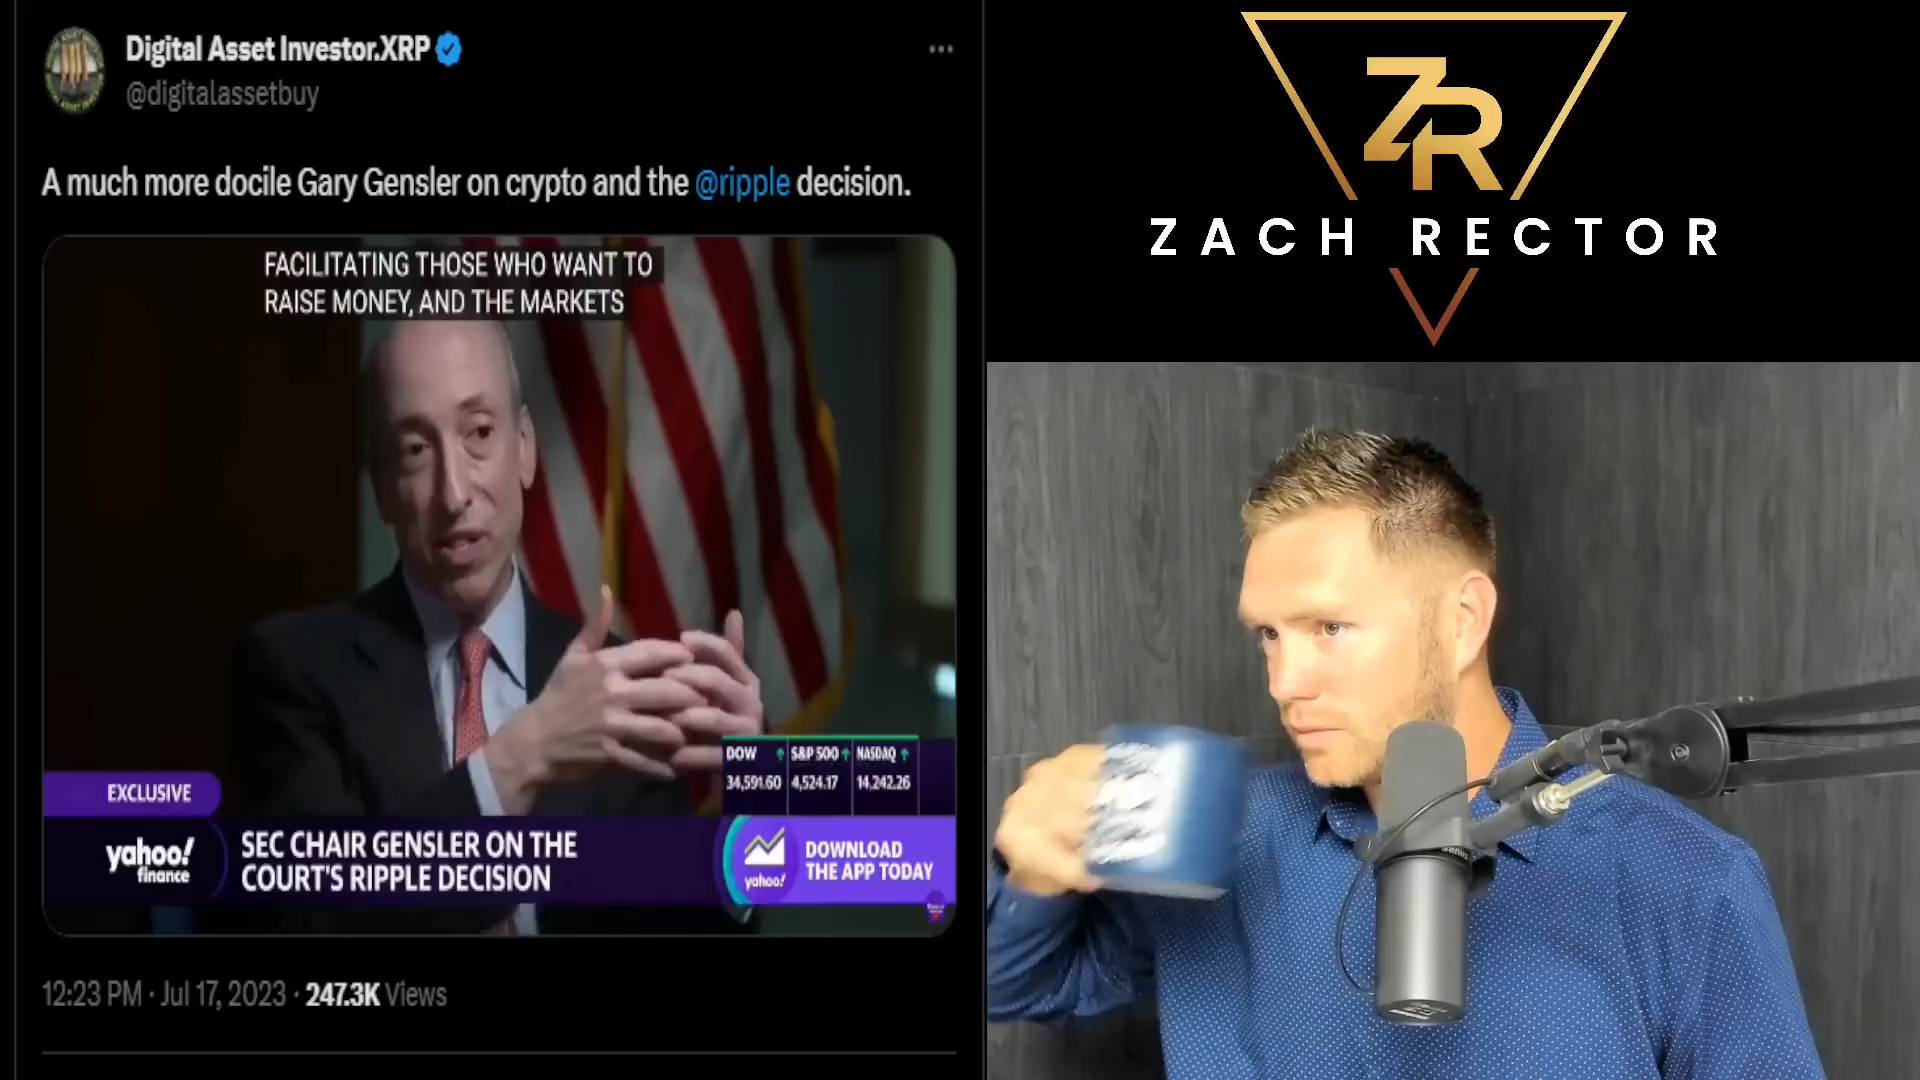 Digital Asset Investor.XRP
@digitalassetbuy
A much more docile Gary Gensler on crypto and the @ripple decision.
FACILITATING THOSE WHO WANT TO
RAISE MONEY, AND THE MARKETS
DOW S&P 500 NASDAQ
34,591.60 4,524.17 14,242.26
EXCLUSIVE
yahoo!
finance
SEC CHAIR GENSLER ON THE
COURT'S RIPPLE DECISION
yahoo!
DOWNLOAD
THE APP TODAY
12:23 PM · Jul 17, 2023 · 247.3K Views
ZR
ZACH RECTOR
SHURE